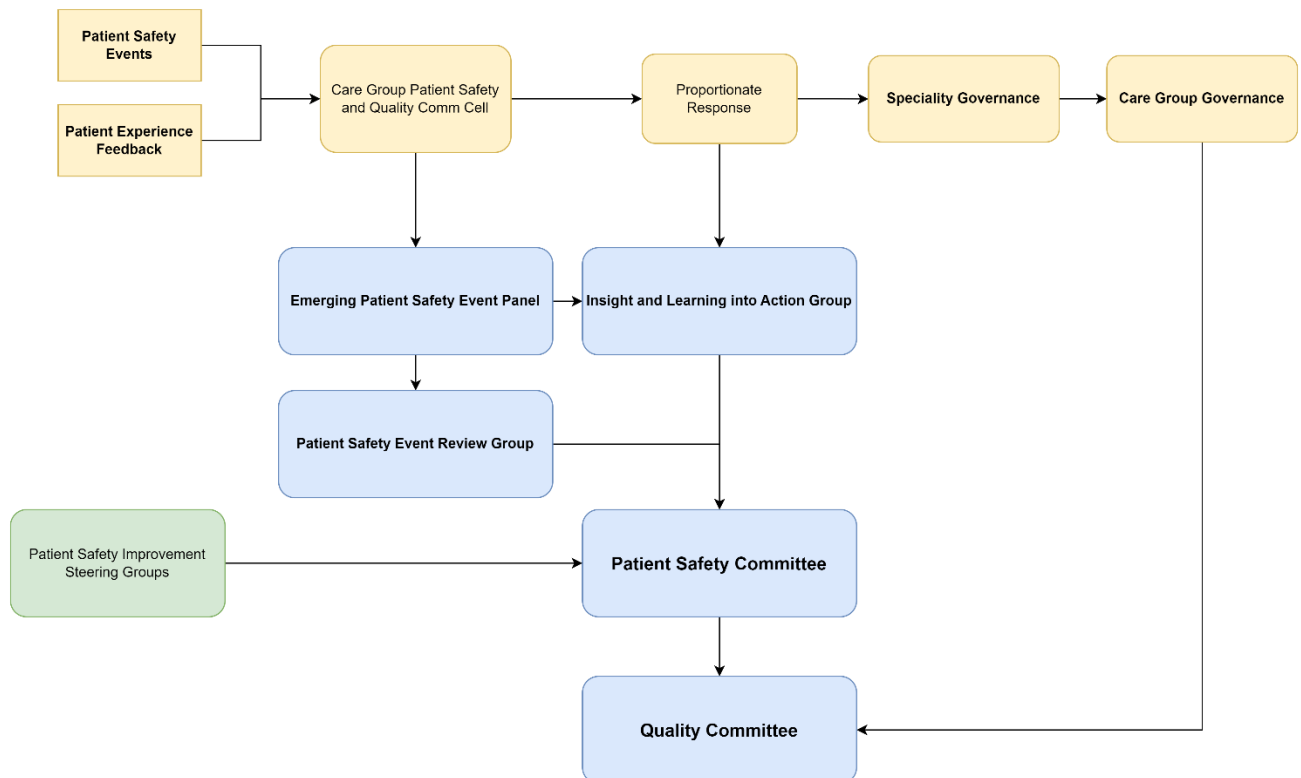 Patient Safety
Events
Patient Experience
Feedback
Care Group Patient Safety
and Quality Comm Cell
Proportionate
Response
Speciality Governance
Care Group Governance
Emerging Patient Safety Event Panel
Insight and Learning into Action Group
Patient Safety Event Review Group
Patient Safety Improvement
Steering Groups
Patient Safety Committee
Quality Committee